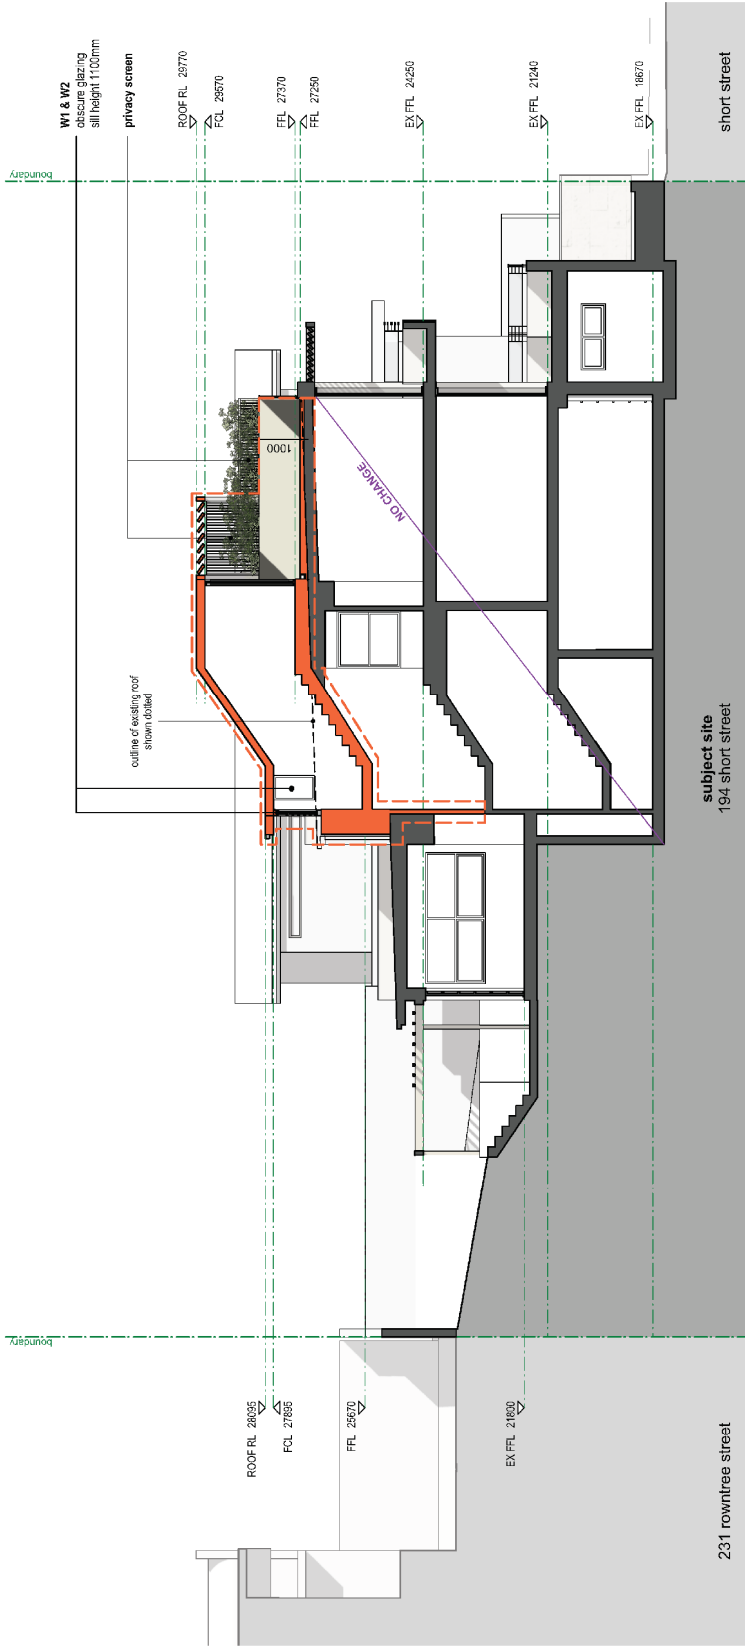 W1 & W2
obscure glazing
sill height 1100mm
privacy screen
ROOF RL 29770
FCL 29570
FFL 27370
FFL 27250
EX FFL 24250
EX FFL 21240
EX FFL 18670
short street
boundary
1000
NO CHANGE
outline of existing roof
shown dotted
subject site
194 short street
boundary
ROOF RL 28095
FCL 27895
FFL 25670
EX FFL 21800
231 rowntree street